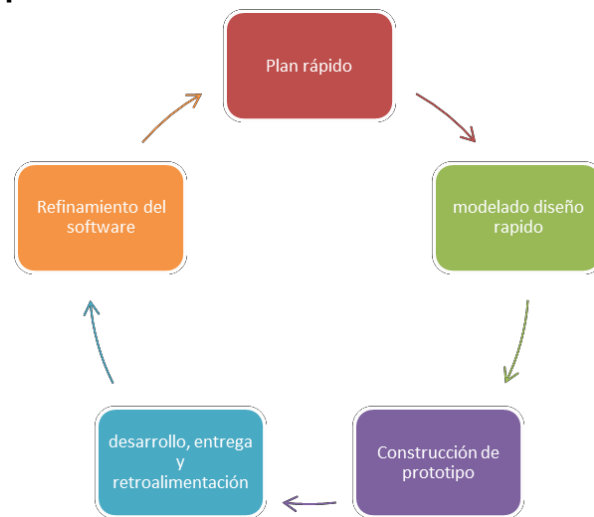 Plan rápido
modelado diseño
rapido
Construcción de
prototipo
desarrollo, entrega
y
retroalimentación
Refinamiento del
software